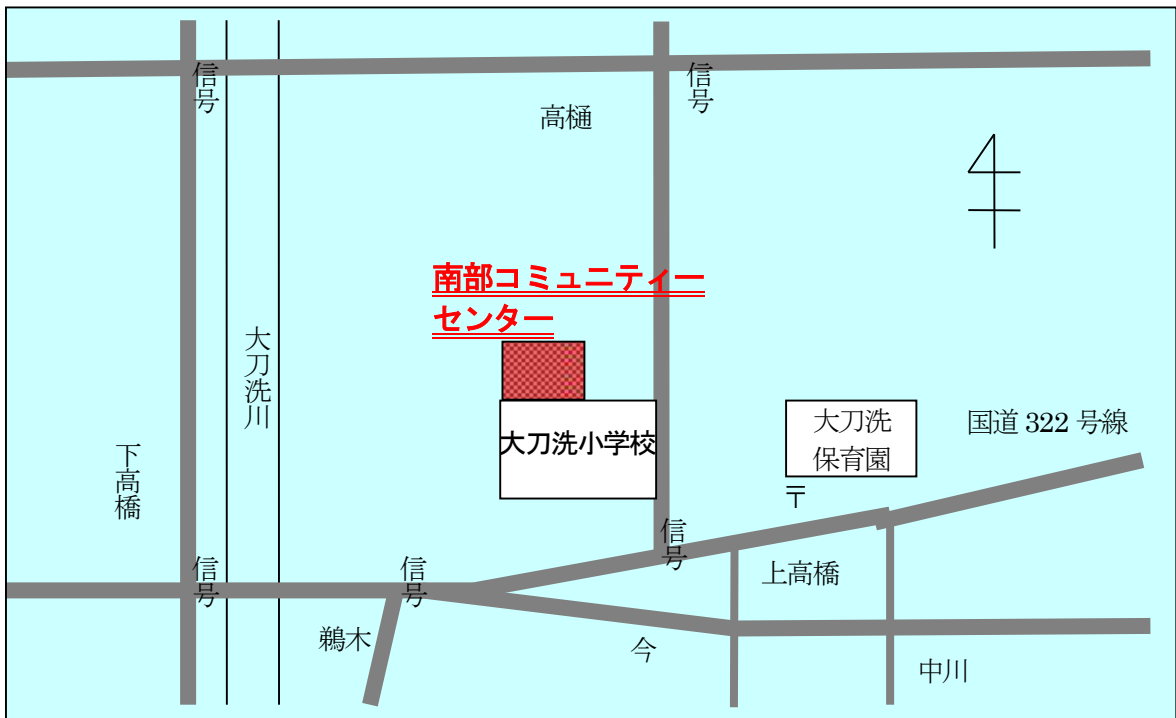 信号
信号
高樋
南部コミュニティー
センター
大刀洗川
大刀洗小学校
大刀洗
保育園
国道 322 号線
下高橋
〒
信号
信号
信号
上高橋
鵜木
今
中川